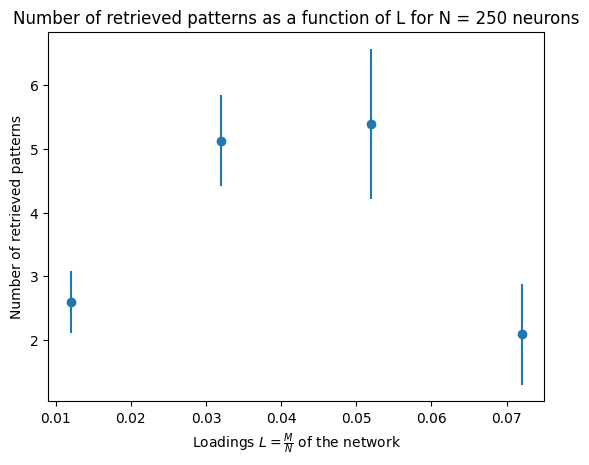 Number of retrieved patterns as a function of L for N = 250 neurons
Number of retrieved patterns
6
5
4
3
2
0.01 0.02 0.03 0.04 0.05 0.06 0.07
Loadings $L = \frac{M}{N}$ of the network